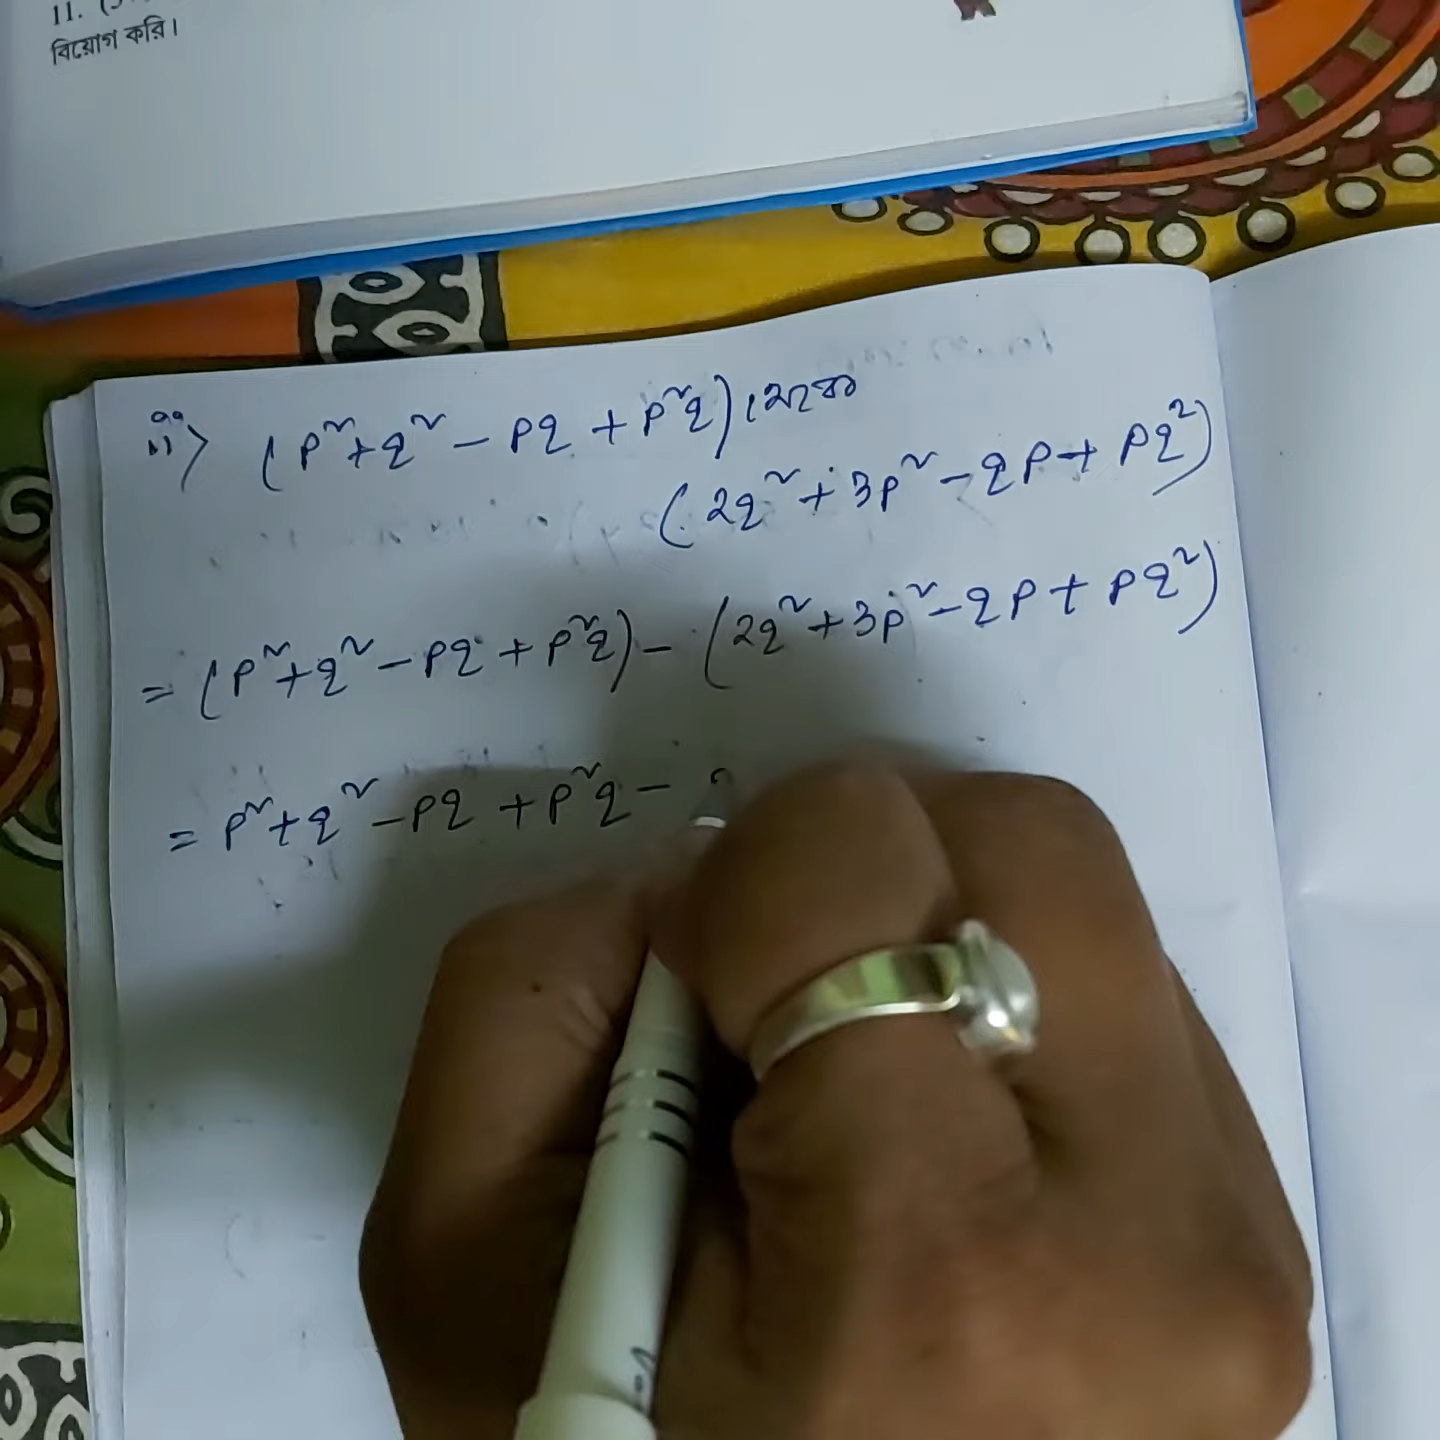 11. (
বিয়োগ করি।
ii> (p² + q² - pq + p²q) থেকে
(2q² + 3p² - qp + pq²)
= (p² + q² - pq + p²q) - (2q² + 3p² - qp + pq²)
= p² + q² - pq + p²q -